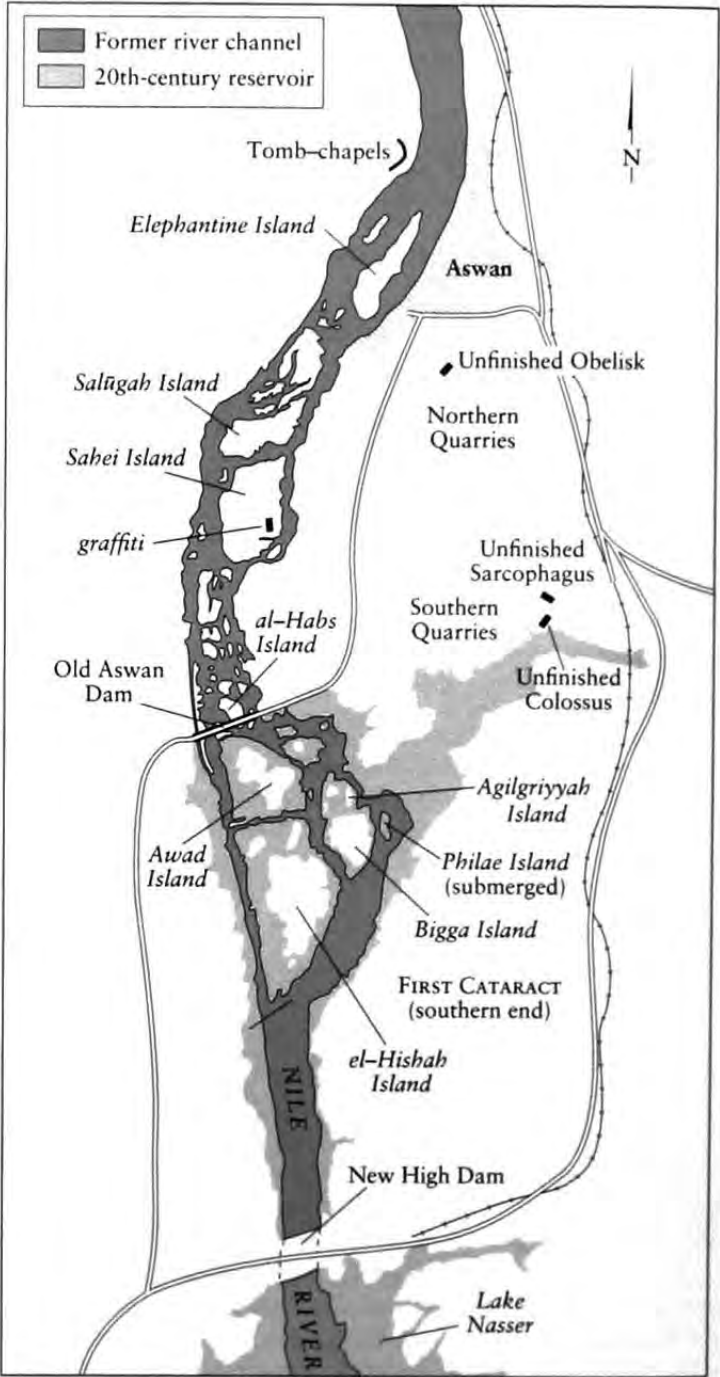 Former river channel
20th-century reservoir
Tomb–chapels
N
Elephantine Island
Aswan
Unfinished Obelisk
Salūgah Island
Northern
Quarries
Sahei Island
graffiti
Unfinished
Sarcophagus
al–Habs
Island
Southern
Quarries
Old Aswan
Dam
Unfinished
Colossus
Agilgriyyah
Island
Awad
Island
Philae Island
(submerged)
Bigga Island
FIRST CATARACT
(southern end)
el–Hishah
Island
NILE
New High Dam
Lake
Nasser
RIVER